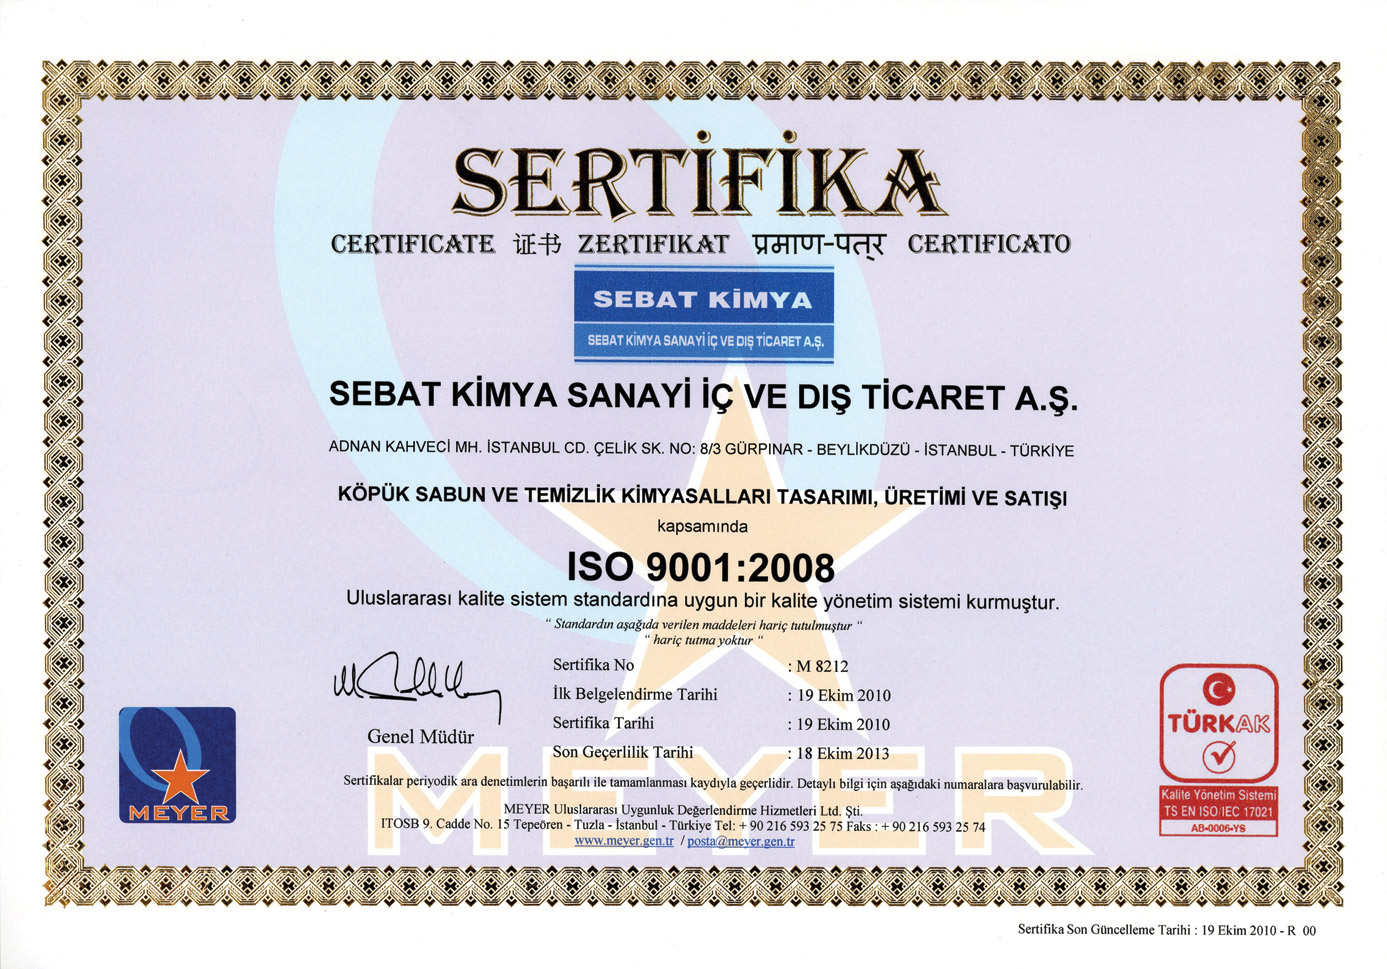 SERTİFİKA
CERTIFICATE 证书 ZERTIFIKAT प्रमाण-पत्र CERTIFICATO
SEBAT KİMYA
SEBAT KİMYA SANAYİ İÇ VE DIŞ TİCARET A.Ş.
SEBAT KİMYA SANAYİ İÇ VE DIŞ TİCARET A.Ş.
ADNAN KAHVECİ MH. İSTANBUL CD. ÇELİK SK. NO: 8/3 GÜRPINAR - BEYLİKDÜZÜ - İSTANBUL - TÜRKİYE
KÖPÜK SABUN VE TEMİZLİK KİMYASALLARI TASARIMI, ÜRETİMİ VE SATIŞI
kapsamında
ISO 9001:2008
Uluslararası kalite sistem standardına uygun bir kalite yönetim sistemi kurmuştur.
“ Standardın aşağıda verilen maddeleri hariç tutulmuştur “
“ hariç tutma yoktur “
Sertifika No : M 8212
İlk Belgelendirme Tarihi : 19 Ekim 2010
Sertifika Tarihi : 19 Ekim 2010
Son Geçerlilik Tarihi : 18 Ekim 2013
Genel Müdür
Sertifikalar periyodik ara denetimlerin başarılı ile tamamlanması kaydıyla geçerlidir. Detaylı bilgi için aşağıdaki numaralara başvurulabilir.
MEYER Uluslararası Uygunluk Değerlendirme Hizmetleri Ltd. Şti.
ITOSB 9. Cadde No. 15 Tepeören - Tuzla - İstanbul - Türkiye Tel: + 90 216 593 25 75 Faks : + 90 216 593 25 74
www.meyer.gen.tr / posta@meyer.gen.tr
MEYER
MEYER
TÜRKAK
Kalite Yönetim Sistemi
TS EN ISO/IEC 17021
AB-0006-YS
Sertifika Son Güncelleme Tarihi : 19 Ekim 2010 - R 00